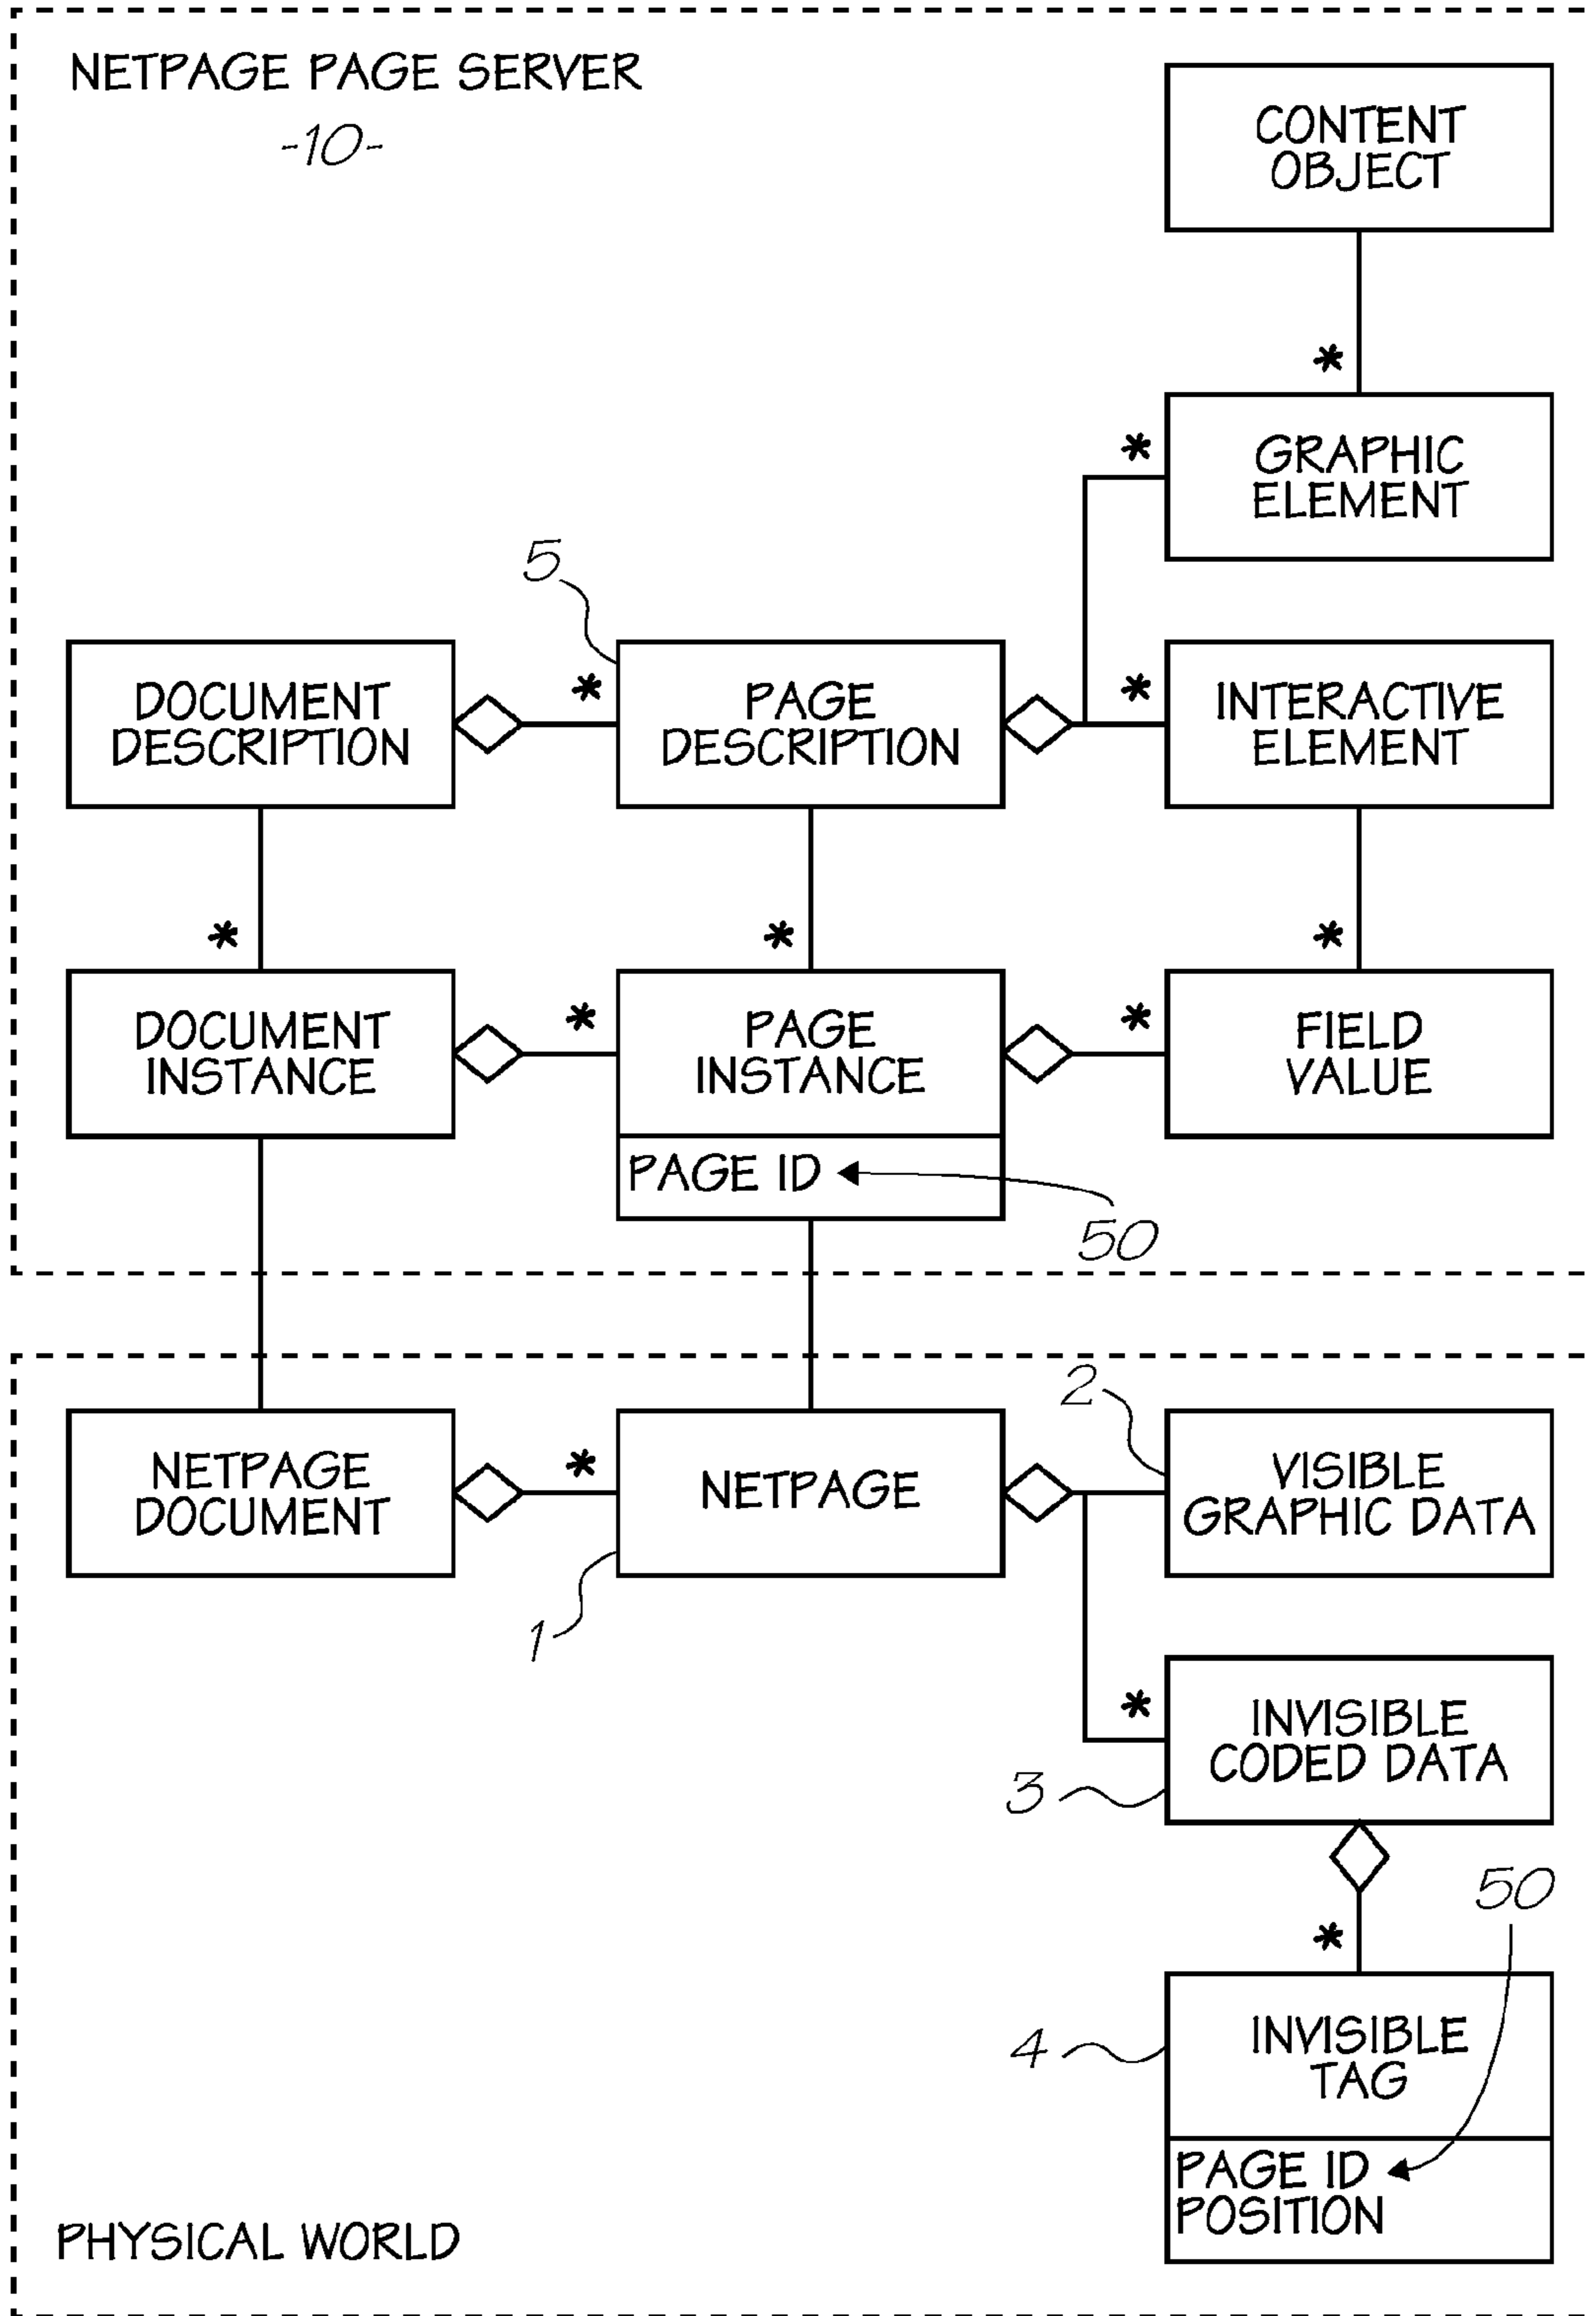 NETPAGE PAGE SERVER
-10-
CONTENT
OBJECT
*
*
GRAPHIC
ELEMENT
5
DOCUMENT
DESCRIPTION
*
PAGE
DESCRIPTION
*
INTERACTIVE
ELEMENT
*
*
*
DOCUMENT
INSTANCE
*
PAGE
INSTANCE
PAGE ID
50
*
FIELD
VALUE
NETPAGE
DOCUMENT
*
NETPAGE
1
2
VISIBLE
GRAPHIC DATA
*
INVISIBLE
CODED DATA
3
50
*
4
INVISIBLE
TAG
PAGE ID
POSITION
PHYSICAL WORLD